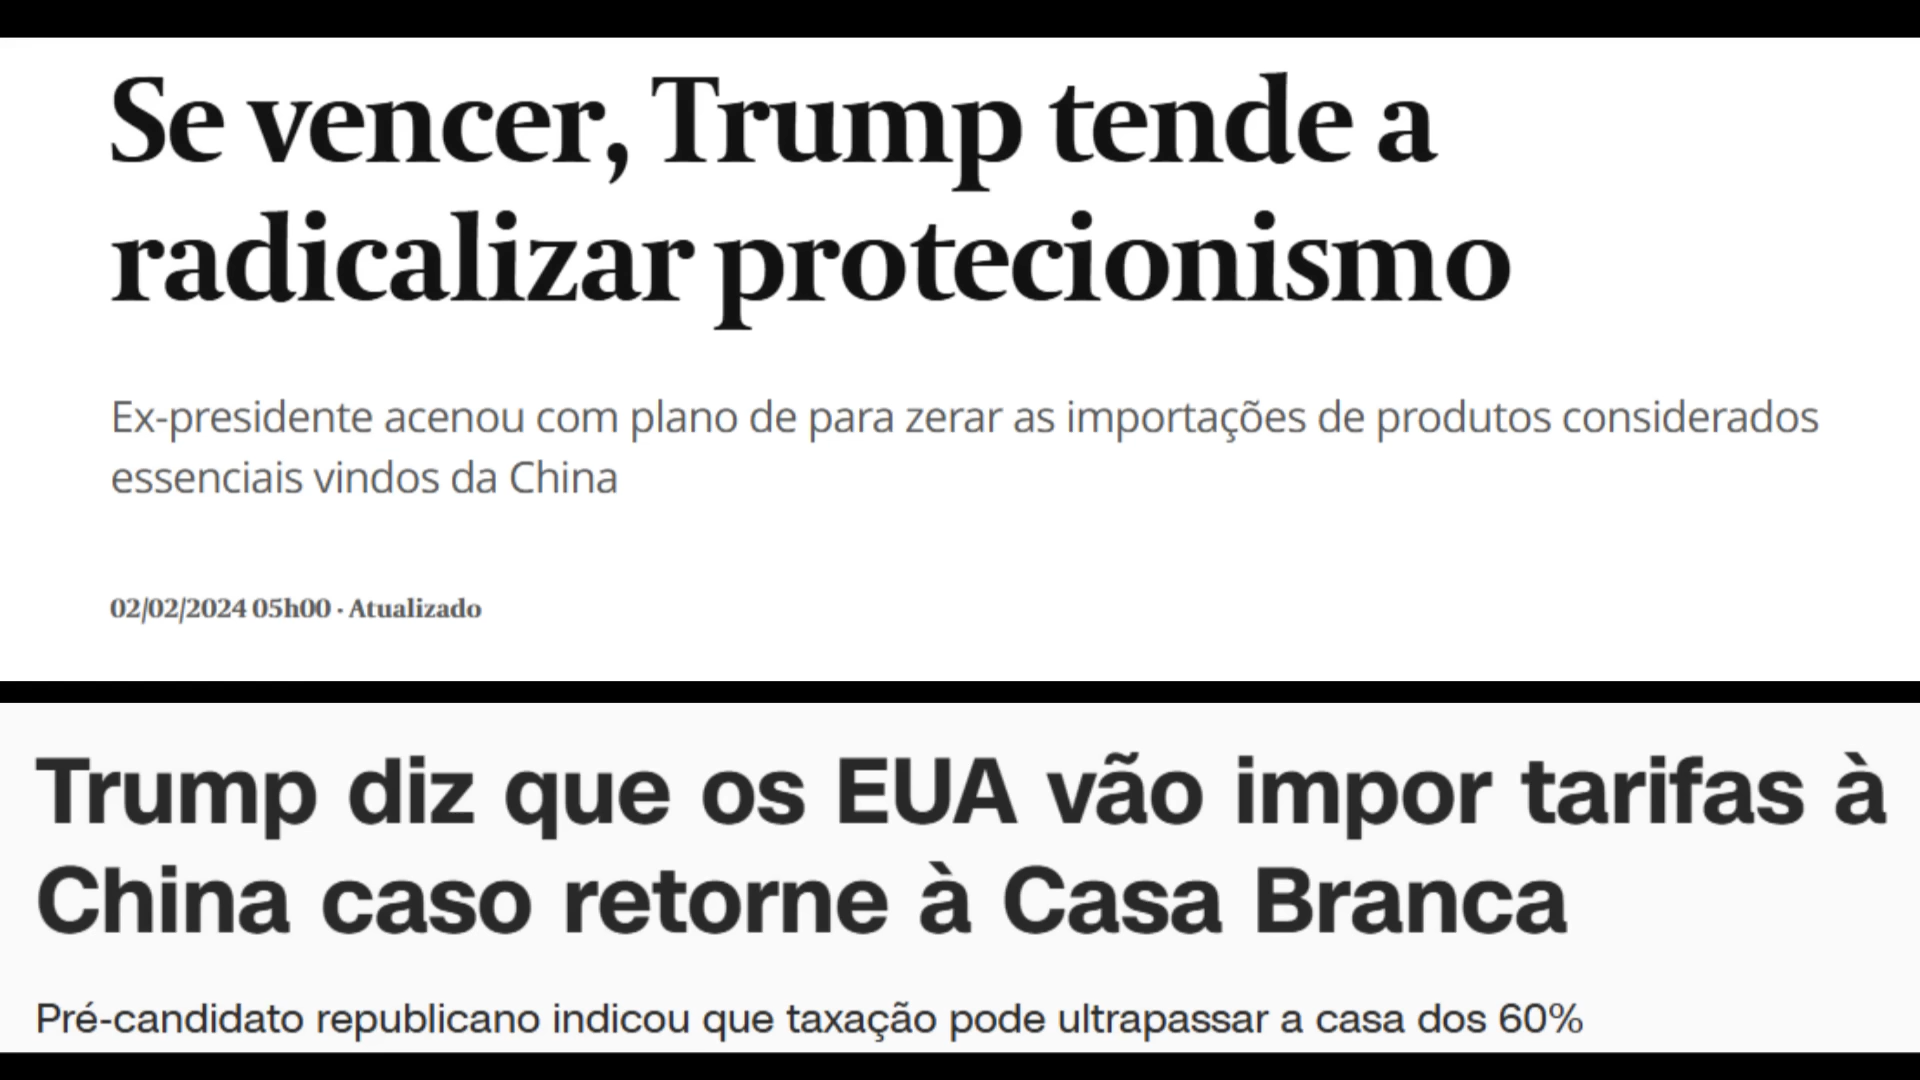 Se vencer, Trump tende a
radicalizar protecionismo
Ex-presidente acenou com plano de para zerar as importações de produtos considerados
essenciais vindos da China
02/02/2024 05h00 · Atualizado
Trump diz que os EUA vão impor tarifas à
China caso retorne à Casa Branca
Pré-candidato republicano indicou que taxação pode ultrapassar a casa dos 60%